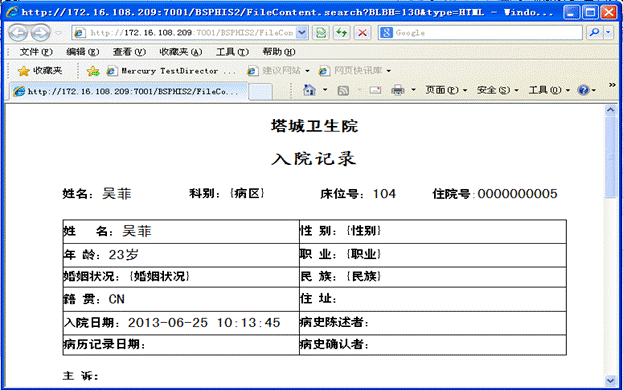 http://172.16.108.209:7001/BSPHIS2/FileContent.search?BLBH=130&type=HTML - Windo...
http://172.16.108.209:7001/BSPHIS2/FileCon
Google
文件(F) 编辑(E) 查看(V) 收藏夹(A) 工具(T) 帮助(H)
收藏夹 Mercury TestDirector ... 建议网站 网页快讯库
http://172.16.108.209:7001/BSPHIS2/FileCo... 页面(P) 安全(S) 工具(O) »
塔城卫生院
入院记录
姓名：吴菲 科别：{病区} 床位号：104 住院号:0000000005
姓 名：吴菲 性 别：{性别}
年 龄：23岁 职 业：{职业}
婚姻状况：{婚姻状况} 民 族：{民族}
籍 贯：CN 住 址：
入院日期：2013-06-25 10:13:45 病史陈述者：
病历记录日期： 病史确认者：
主 诉：